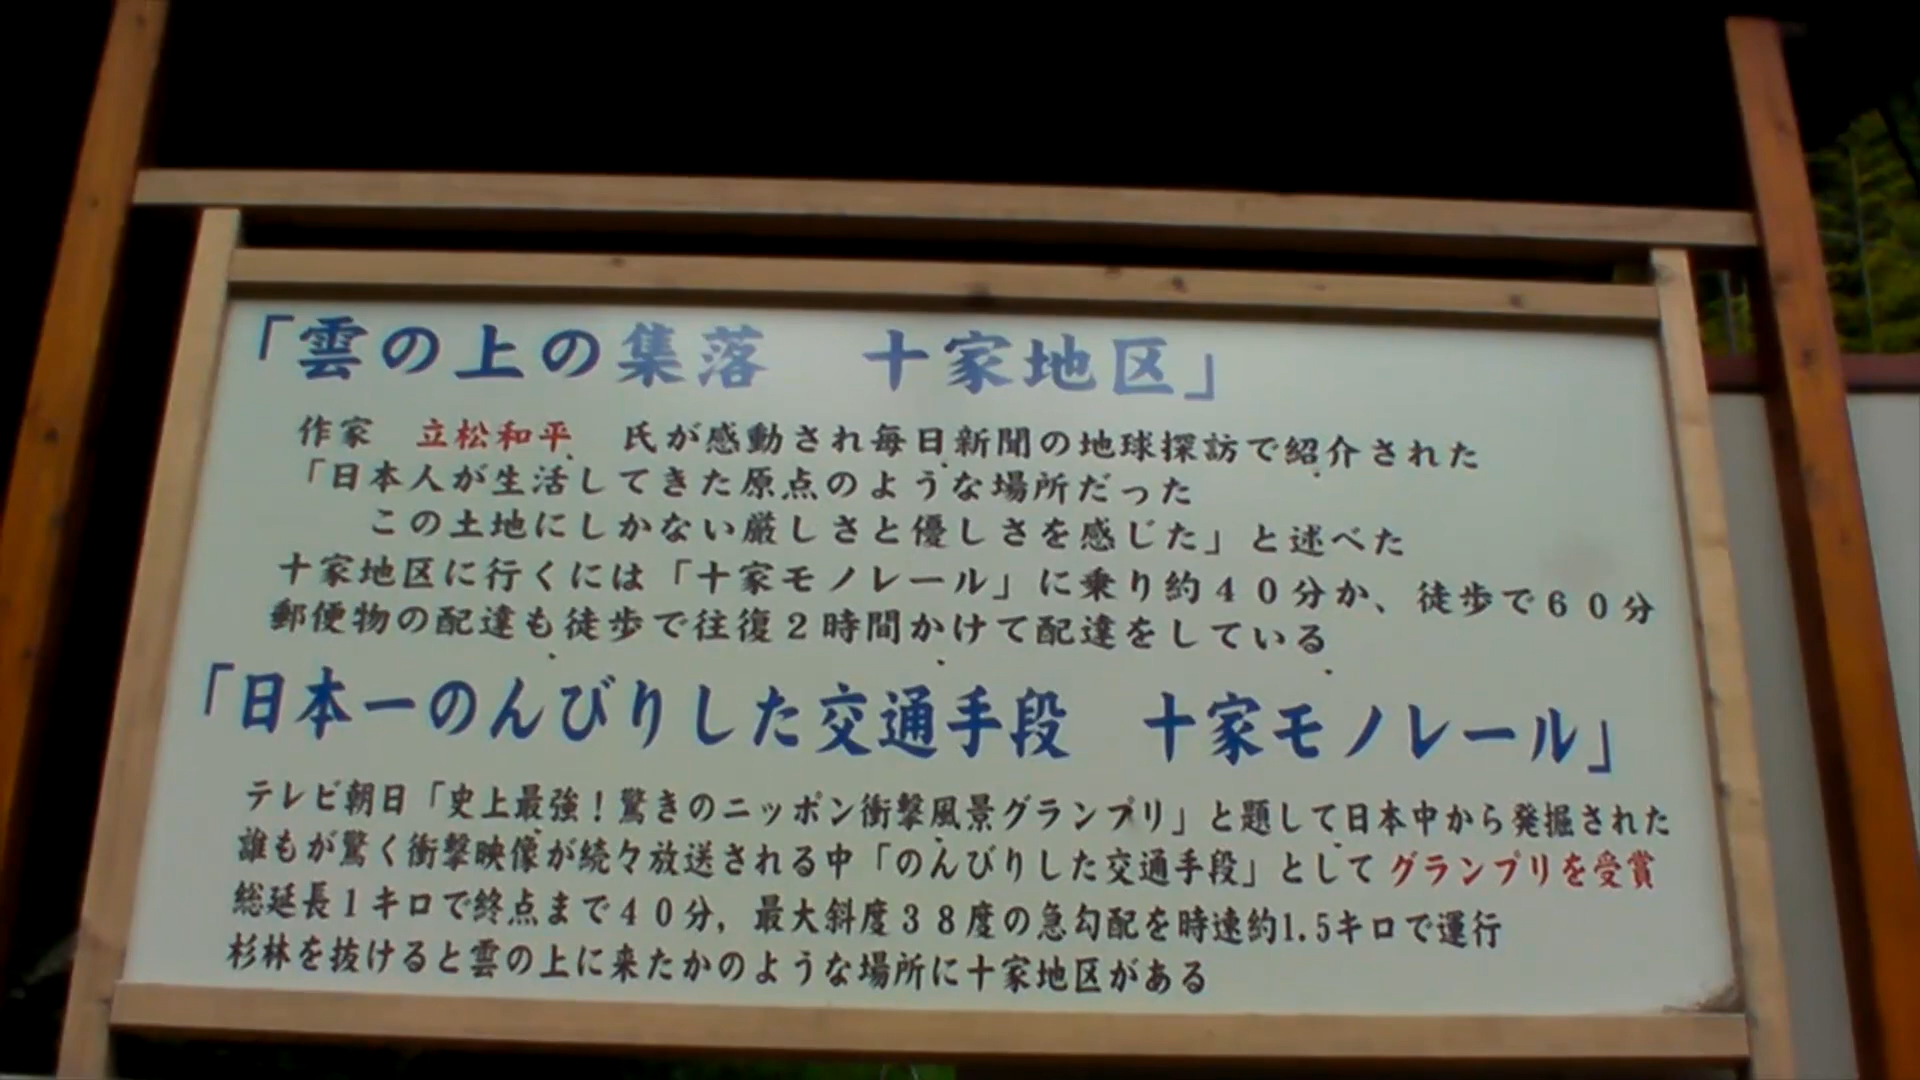 「雲の上の集落　十家地区」
作家　立松和平　氏が感動され毎日新聞の地球探訪で紹介された
「日本人が生活してきた原点のような場所だった
この土地にしかない厳しさと優しさを感じた」と述べた
十家地区に行くには「十家モノレール」に乗り約４０分か、徒歩で６０分
郵便物の配達も徒歩で往復２時間かけて配達をしている
「日本一のんびりした交通手段　十家モノレール」
テレビ朝日「史上最強！驚きのニッポン衝撃風景グランプリ」と題して日本中から発掘された
誰もが驚く衝撃映像が続々放送される中「のんびりした交通手段」としてグランプリを受賞
総延長１キロで終点まで４０分，最大斜度３８度の急勾配を時速約1.5キロで運行
杉林を抜けると雲の上に来たかのような場所に十家地区がある